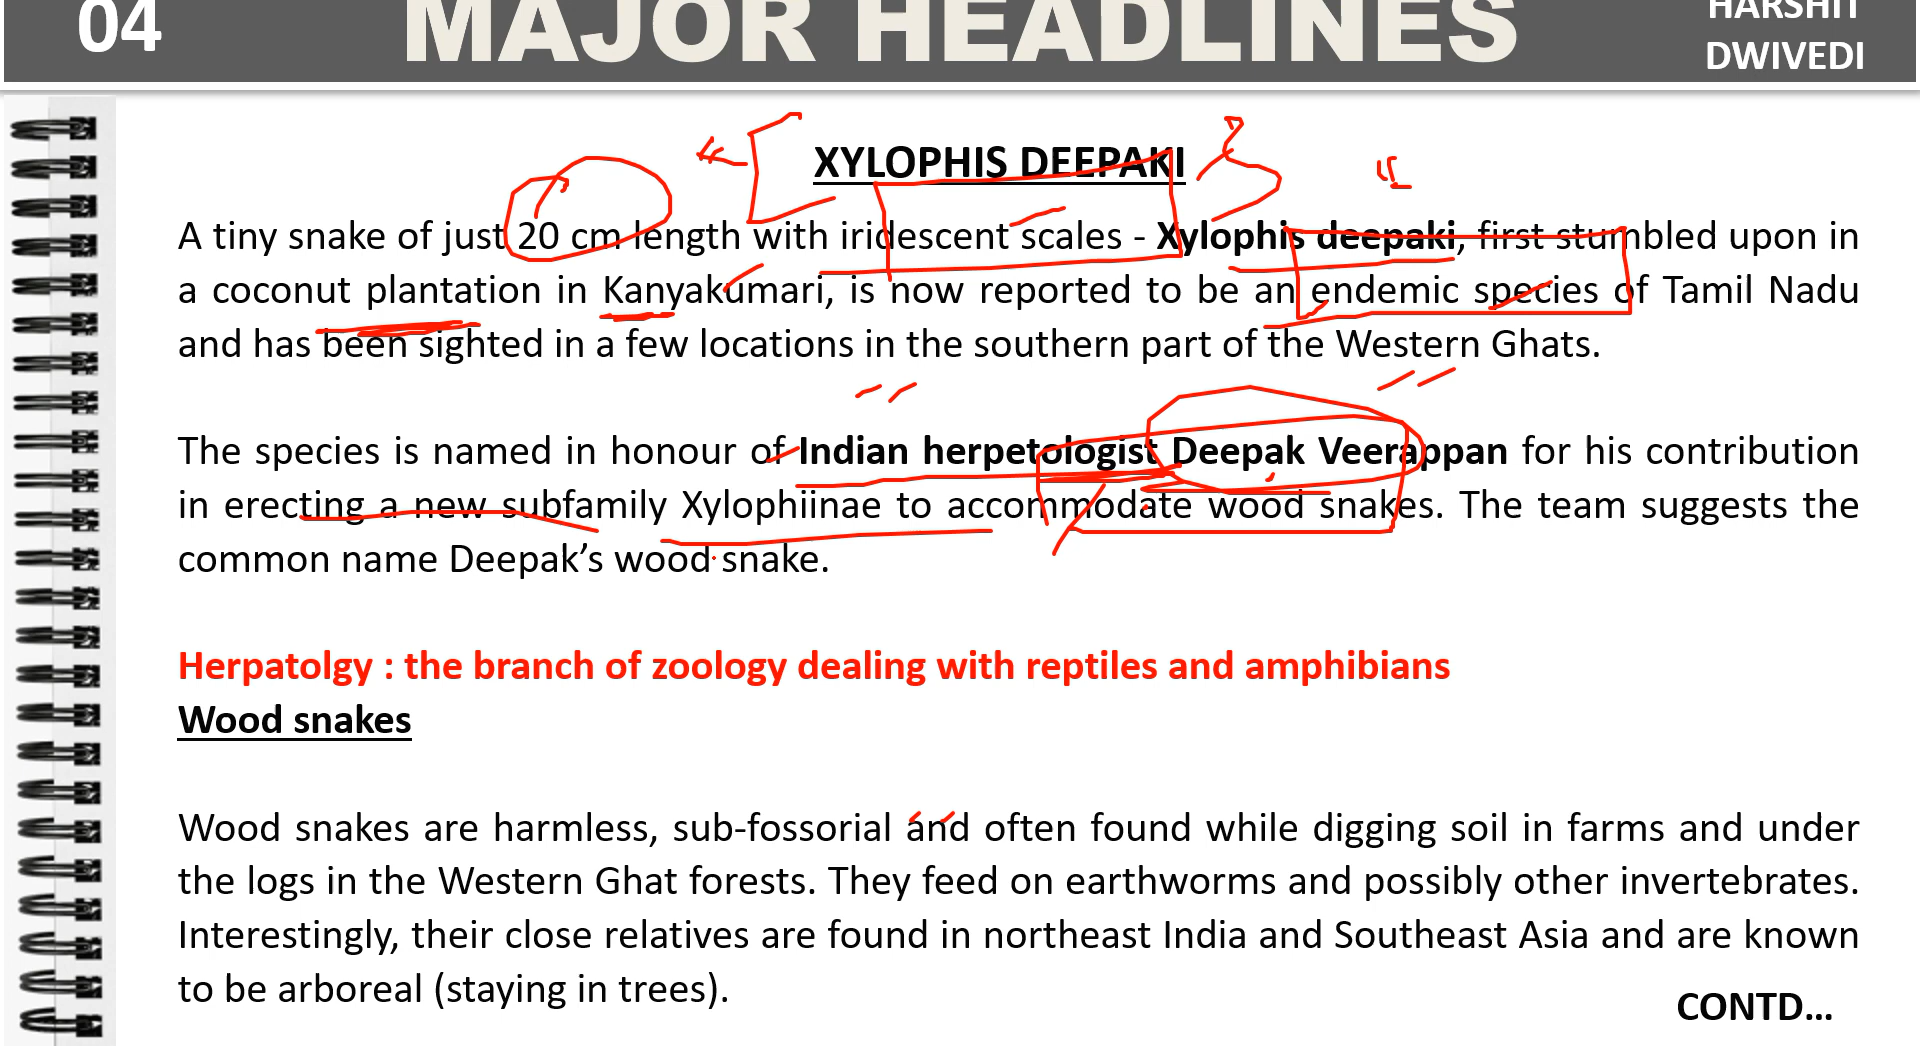 04
MAJOR HEADLINES
HARSHIT
DWIVEDI
XYLOPHIS DEEPAKI
A tiny snake of just 20 cm length with iridescent scales - Xylophis deepaki, first stumbled upon in
a coconut plantation in Kanyakumari, is now reported to be an endemic species of Tamil Nadu
and has been sighted in a few locations in the southern part of the Western Ghats.
The species is named in honour of Indian herpetologist Deepak Veerappan for his contribution
in erecting a new subfamily Xylophiinae to accommodate wood snakes. The team suggests the
common name Deepak’s wood snake.
Herpatolgy : the branch of zoology dealing with reptiles and amphibians
Wood snakes
Wood snakes are harmless, sub-fossorial and often found while digging soil in farms and under
the logs in the Western Ghat forests. They feed on earthworms and possibly other invertebrates.
Interestingly, their close relatives are found in northeast India and Southeast Asia and are known
to be arboreal (staying in trees).
CONTD...